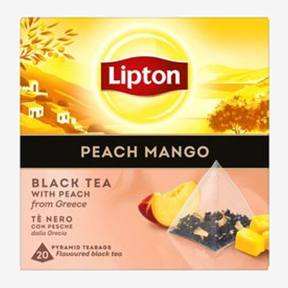 Lipton
PEACH MANGO
BLACK TEA
WITH PEACH
from Greece
TÈ NERO
CON PESCHE
dalla Grecia
20
PYRAMID TEABAGS
Flavoured black tea